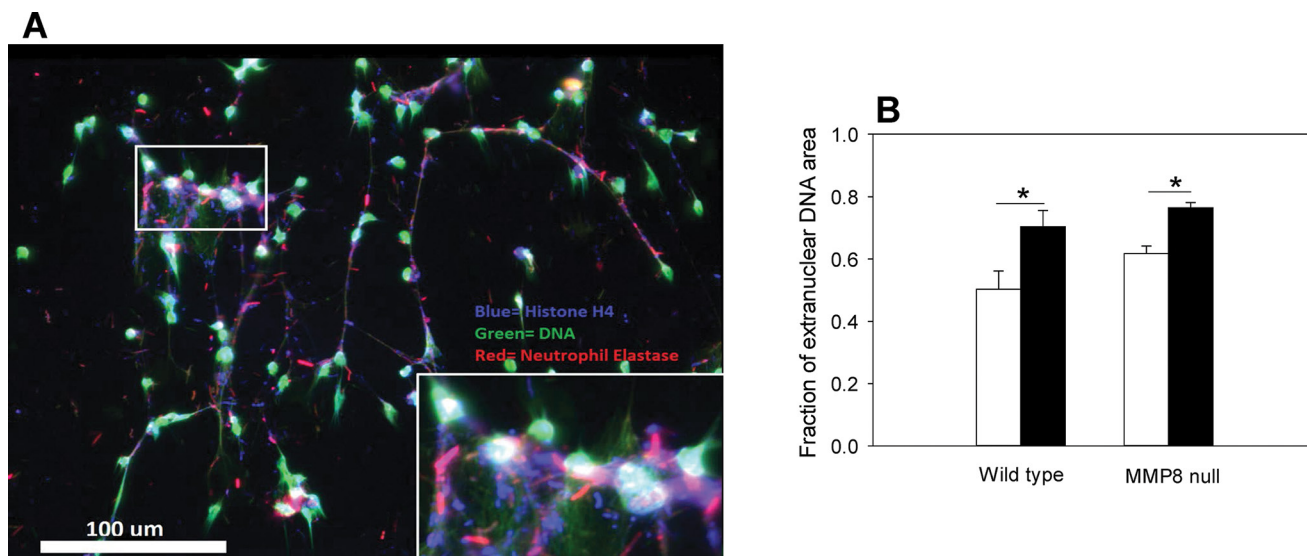 A
Blue= Histone H4
Green= DNA
Red= Neutrophil Elastase
100 um
B
Fraction of extranuclear DNA area
1.0
0.8
0.6
0.4
0.2
0.0
*
*
Wild type
MMP8 null